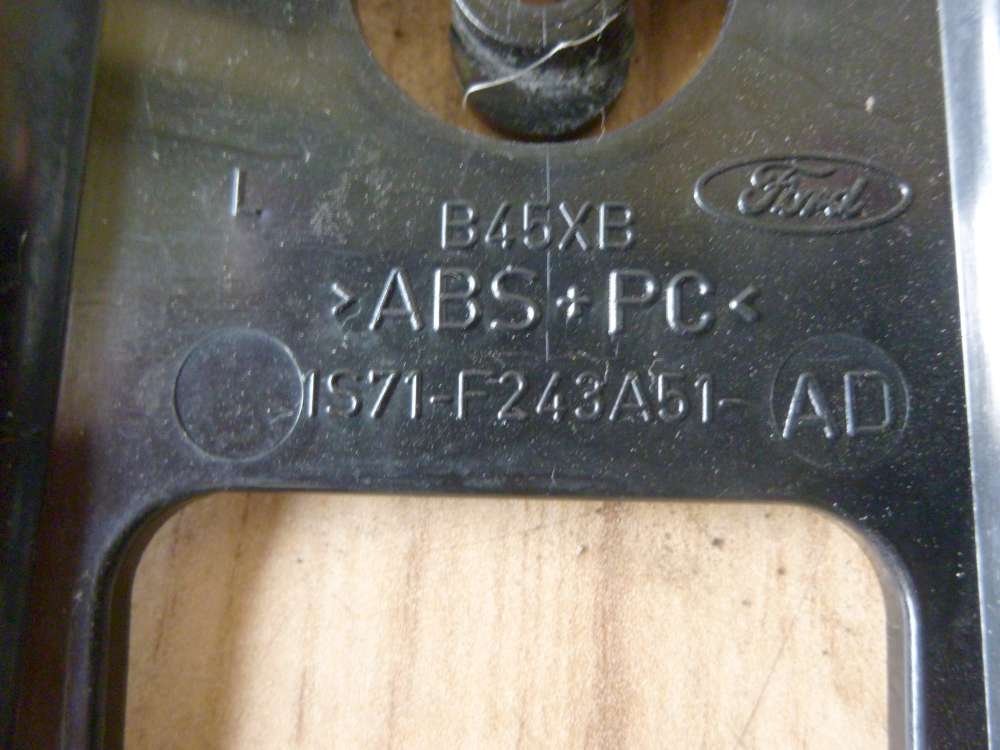 L
Ford
B45XB
>ABS+PC<
1S71-F243A51-AD